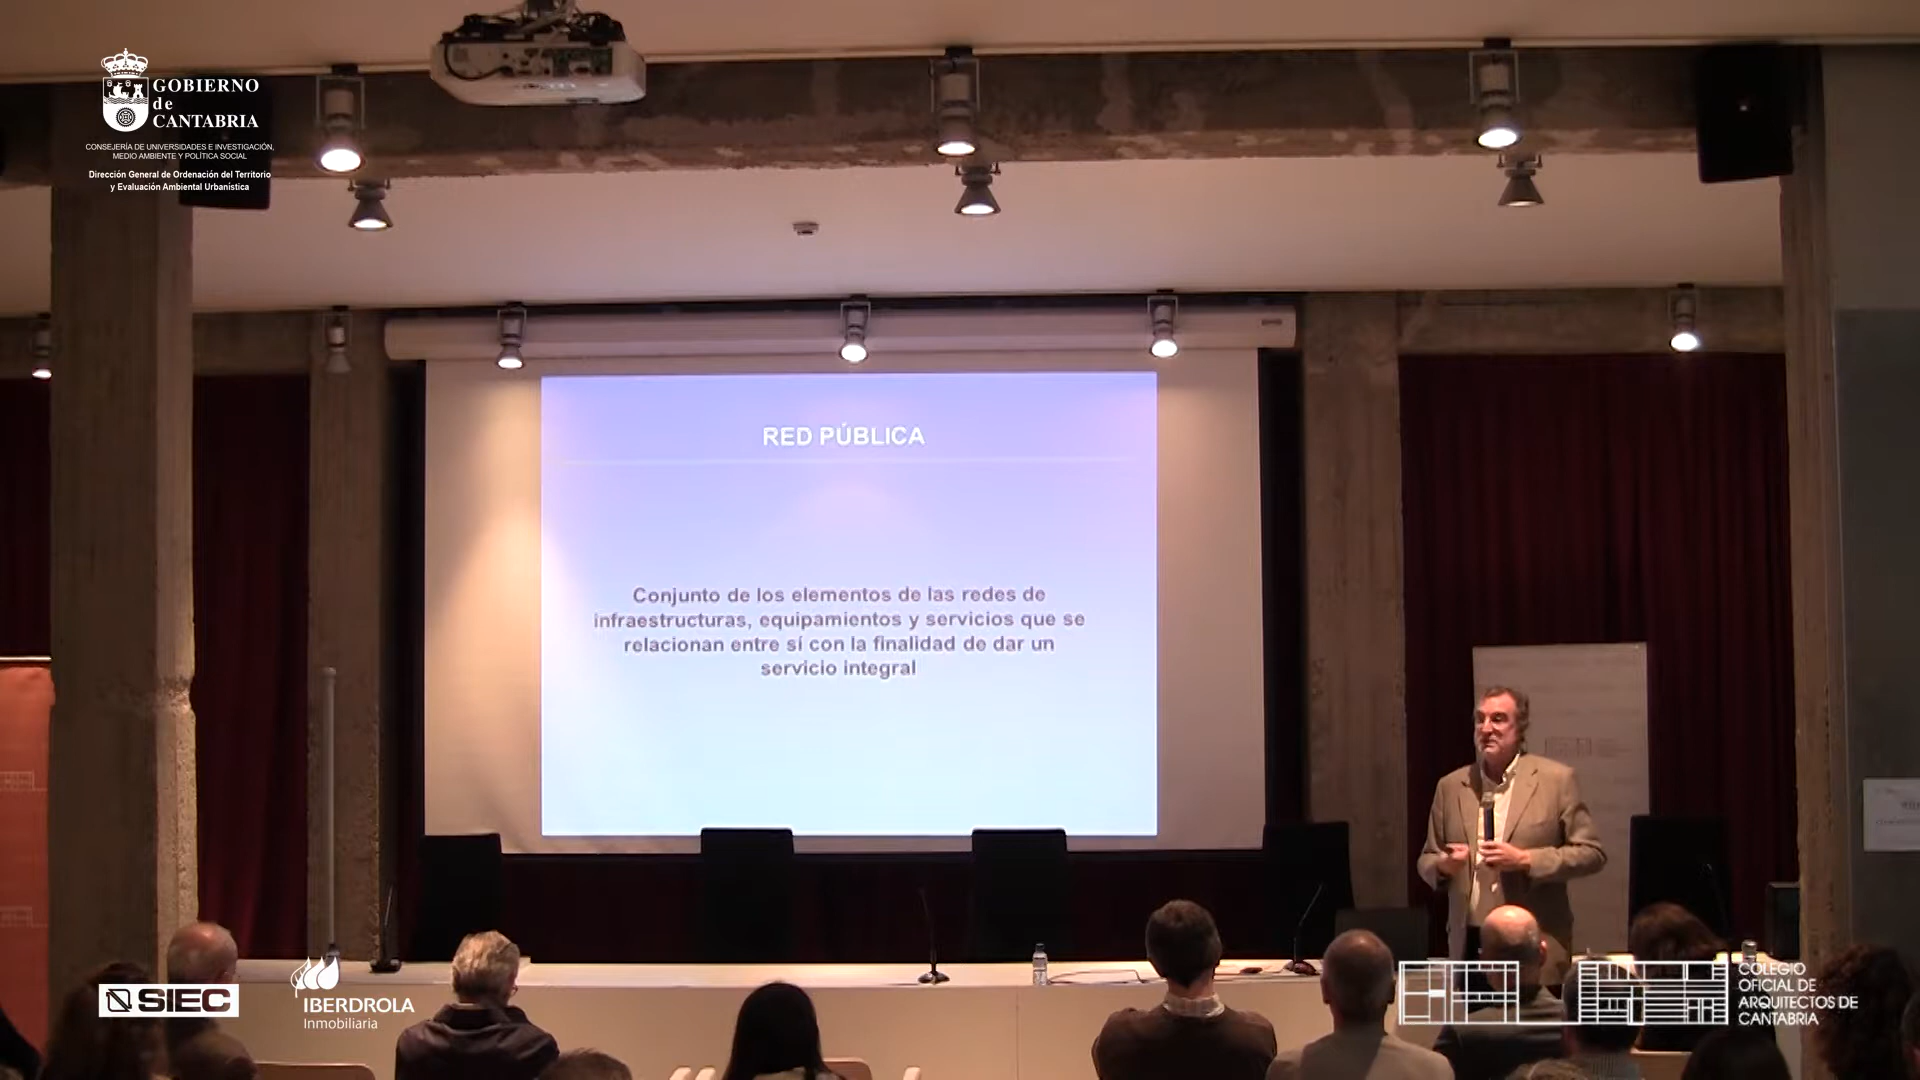 GOBIERNO
de
CANTABRIA
CONSEJERÍA DE UNIVERSIDADES E INVESTIGACIÓN,
MEDIO AMBIENTE Y POLÍTICA SOCIAL
Dirección General de Ordenación del Territorio
y Evaluación Ambiental Urbanística
RED PÚBLICA
Conjunto de los elementos de las redes de
infraestructuras, equipamientos y servicios que se
relacionan entre sí con la finalidad de dar un
servicio integral
SIEC
IBERDROLA
Inmobiliaria
COLEGIO
OFICIAL DE
ARQUITECTOS DE
CANTABRIA